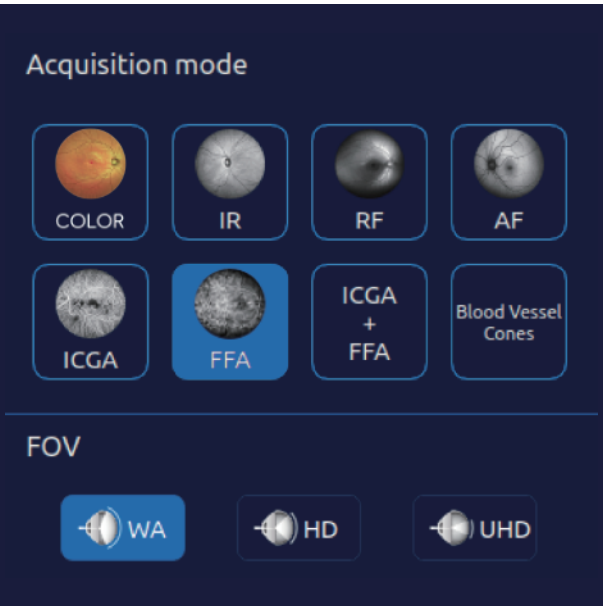 Acquisition mode
COLOR
IR
RF
AF
ICGA
FFA
ICGA
+
FFA
Blood Vessel
Cones
FOV
WA
HD
UHD